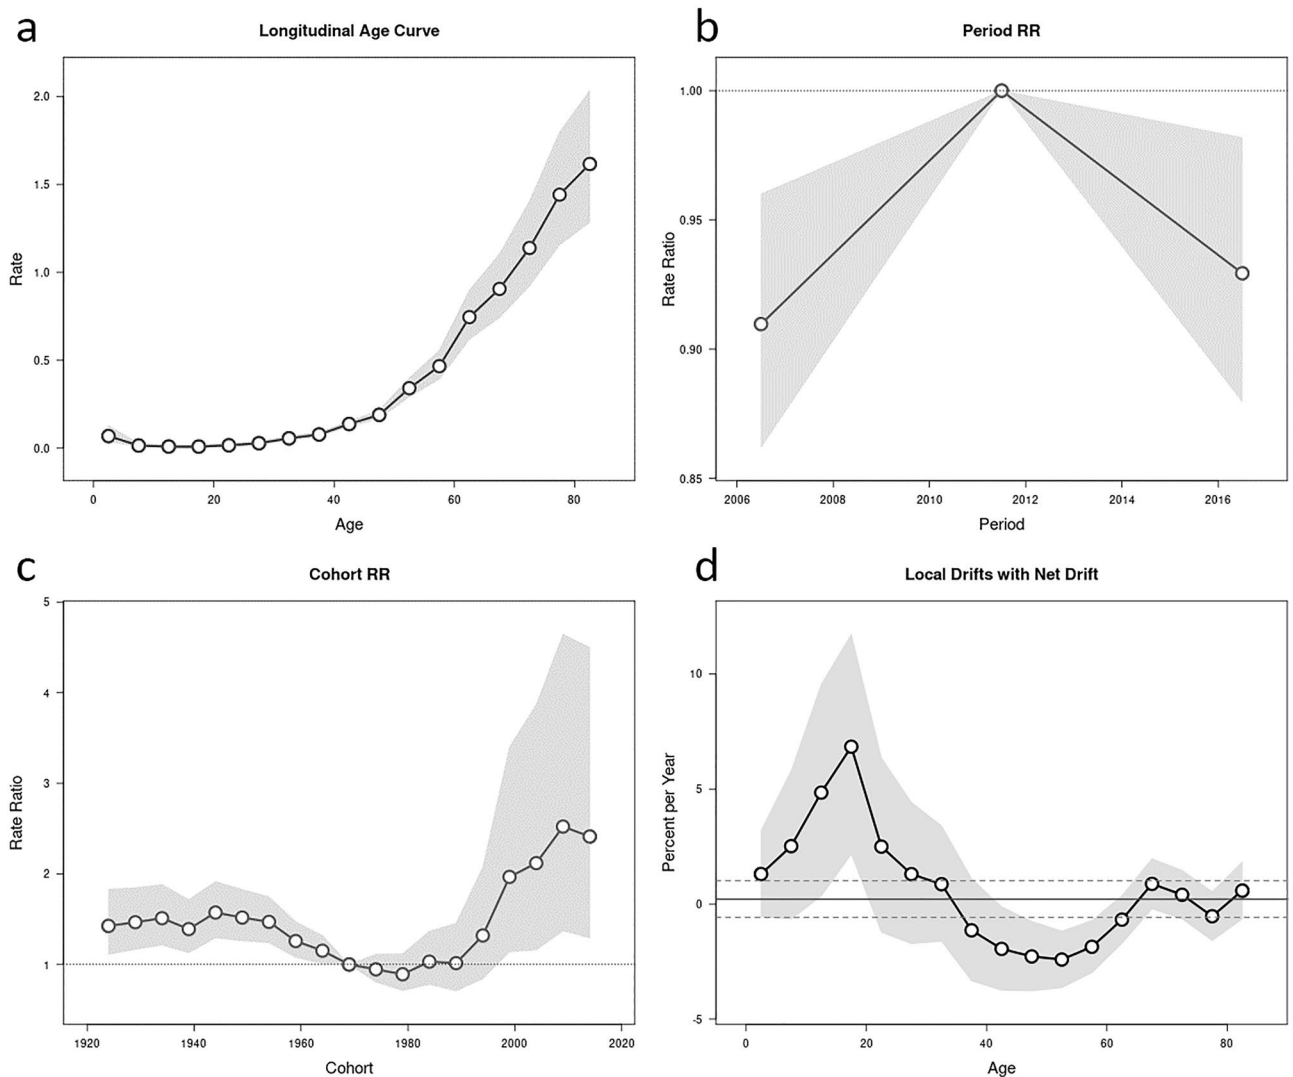 a
Longitudinal Age Curve
2.0
1.5
1.0
0.5
0.0
Rate
0 20 40 60 80
Age
b
Period RR
1.00
0.95
0.90
0.85
Rate Ratio
2006 2008 2010 2012 2014 2016
Period
c
Cohort RR
5
4
3
2
1
Rate Ratio
1920 1940 1960 1980 2000 2020
Cohort
d
Local Drifts with Net Drift
10
5
0
-5
Percent per Year
0 20 40 60 80
Age